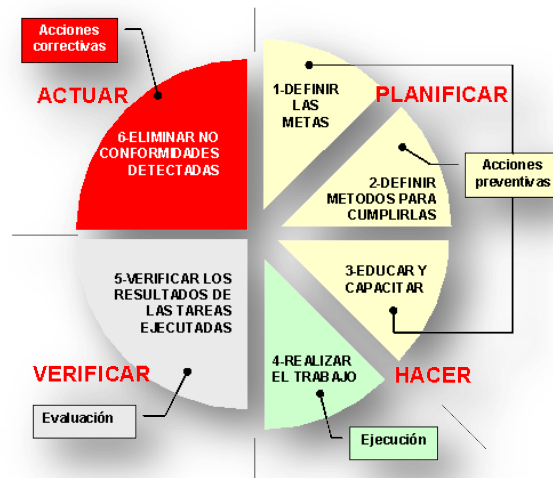 Acciones
correctivas
ACTUAR
6-ELIMINAR NO
CONFORMIDADES
DETECTADAS
1-DEFINIR
LAS
METAS
PLANIFICAR
2-DEFINIR
METODOS PARA
CUMPLIRLAS
Acciones
preventivas
3-EDUCAR Y
CAPACITAR
HACER
4-REALIZAR
EL TRABAJO
Ejecución
5-VERIFICAR LOS
RESULTADOS DE
LAS TAREAS
EJECUTADAS
VERIFICAR
Evaluación